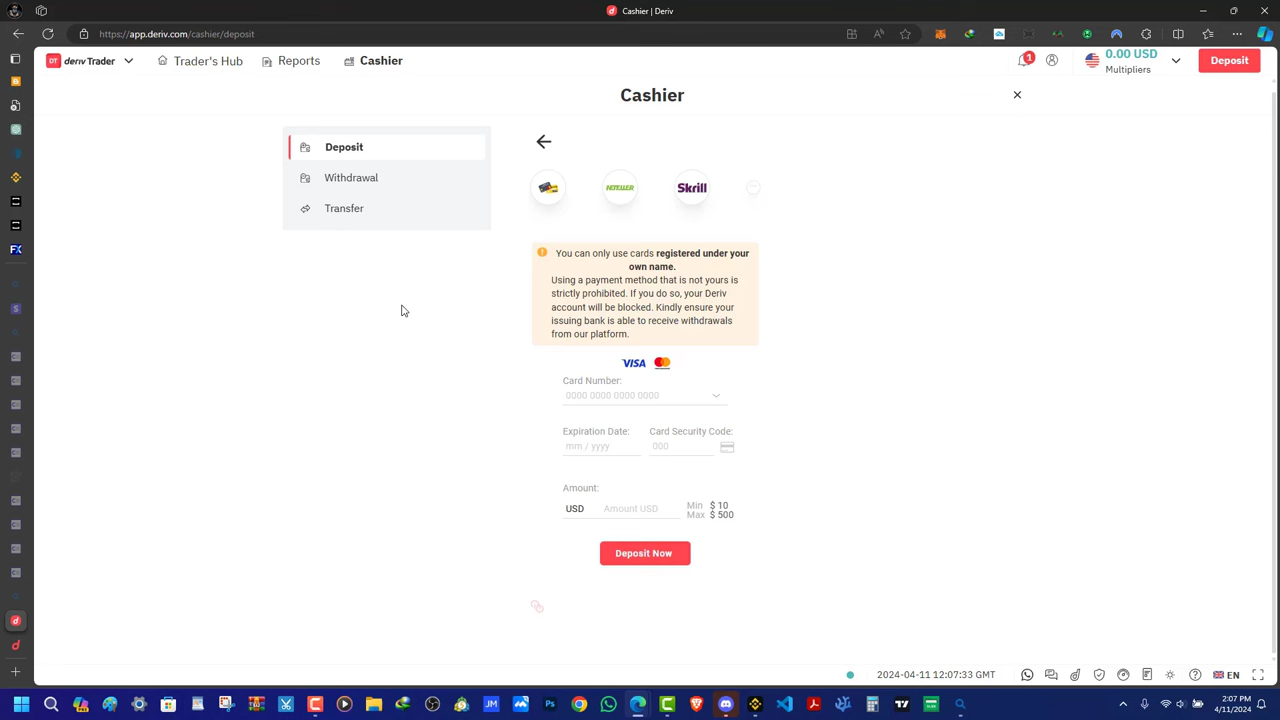 Cashier | Deriv
https://app.deriv.com/cashier/deposit
DT deriv Trader
Trader's Hub
Reports
Cashier
1
0.00 USD
Multipliers
Deposit
Cashier
Deposit
Withdrawal
Transfer
NETELLER
Skrill
You can only use cards registered under your
own name.
Using a payment method that is not yours is
strictly prohibited. If you do so, your Deriv
account will be blocked. Kindly ensure your
issuing bank is able to receive withdrawals
from our platform.
VISA
Card Number:
0000 0000 0000 0000
Expiration Date:
Card Security Code:
mm / yyyy
000
Amount:
USD
Amount USD
Min $ 10
Max $ 500
Deposit Now
FX
2024-04-11 12:07:33 GMT
EN
JM
Ps
2:07 PM
4/11/2024